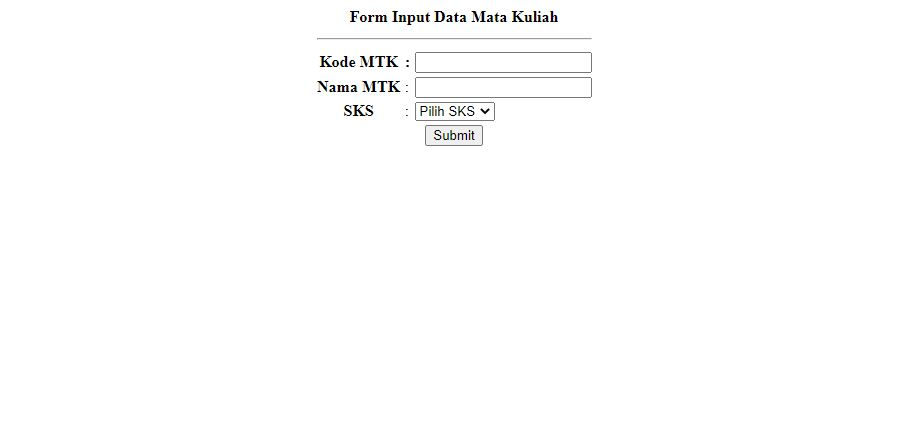 Form Input Data Mata Kuliah
Kode MTK :
Nama MTK :
SKS : Pilih SKS
Submit